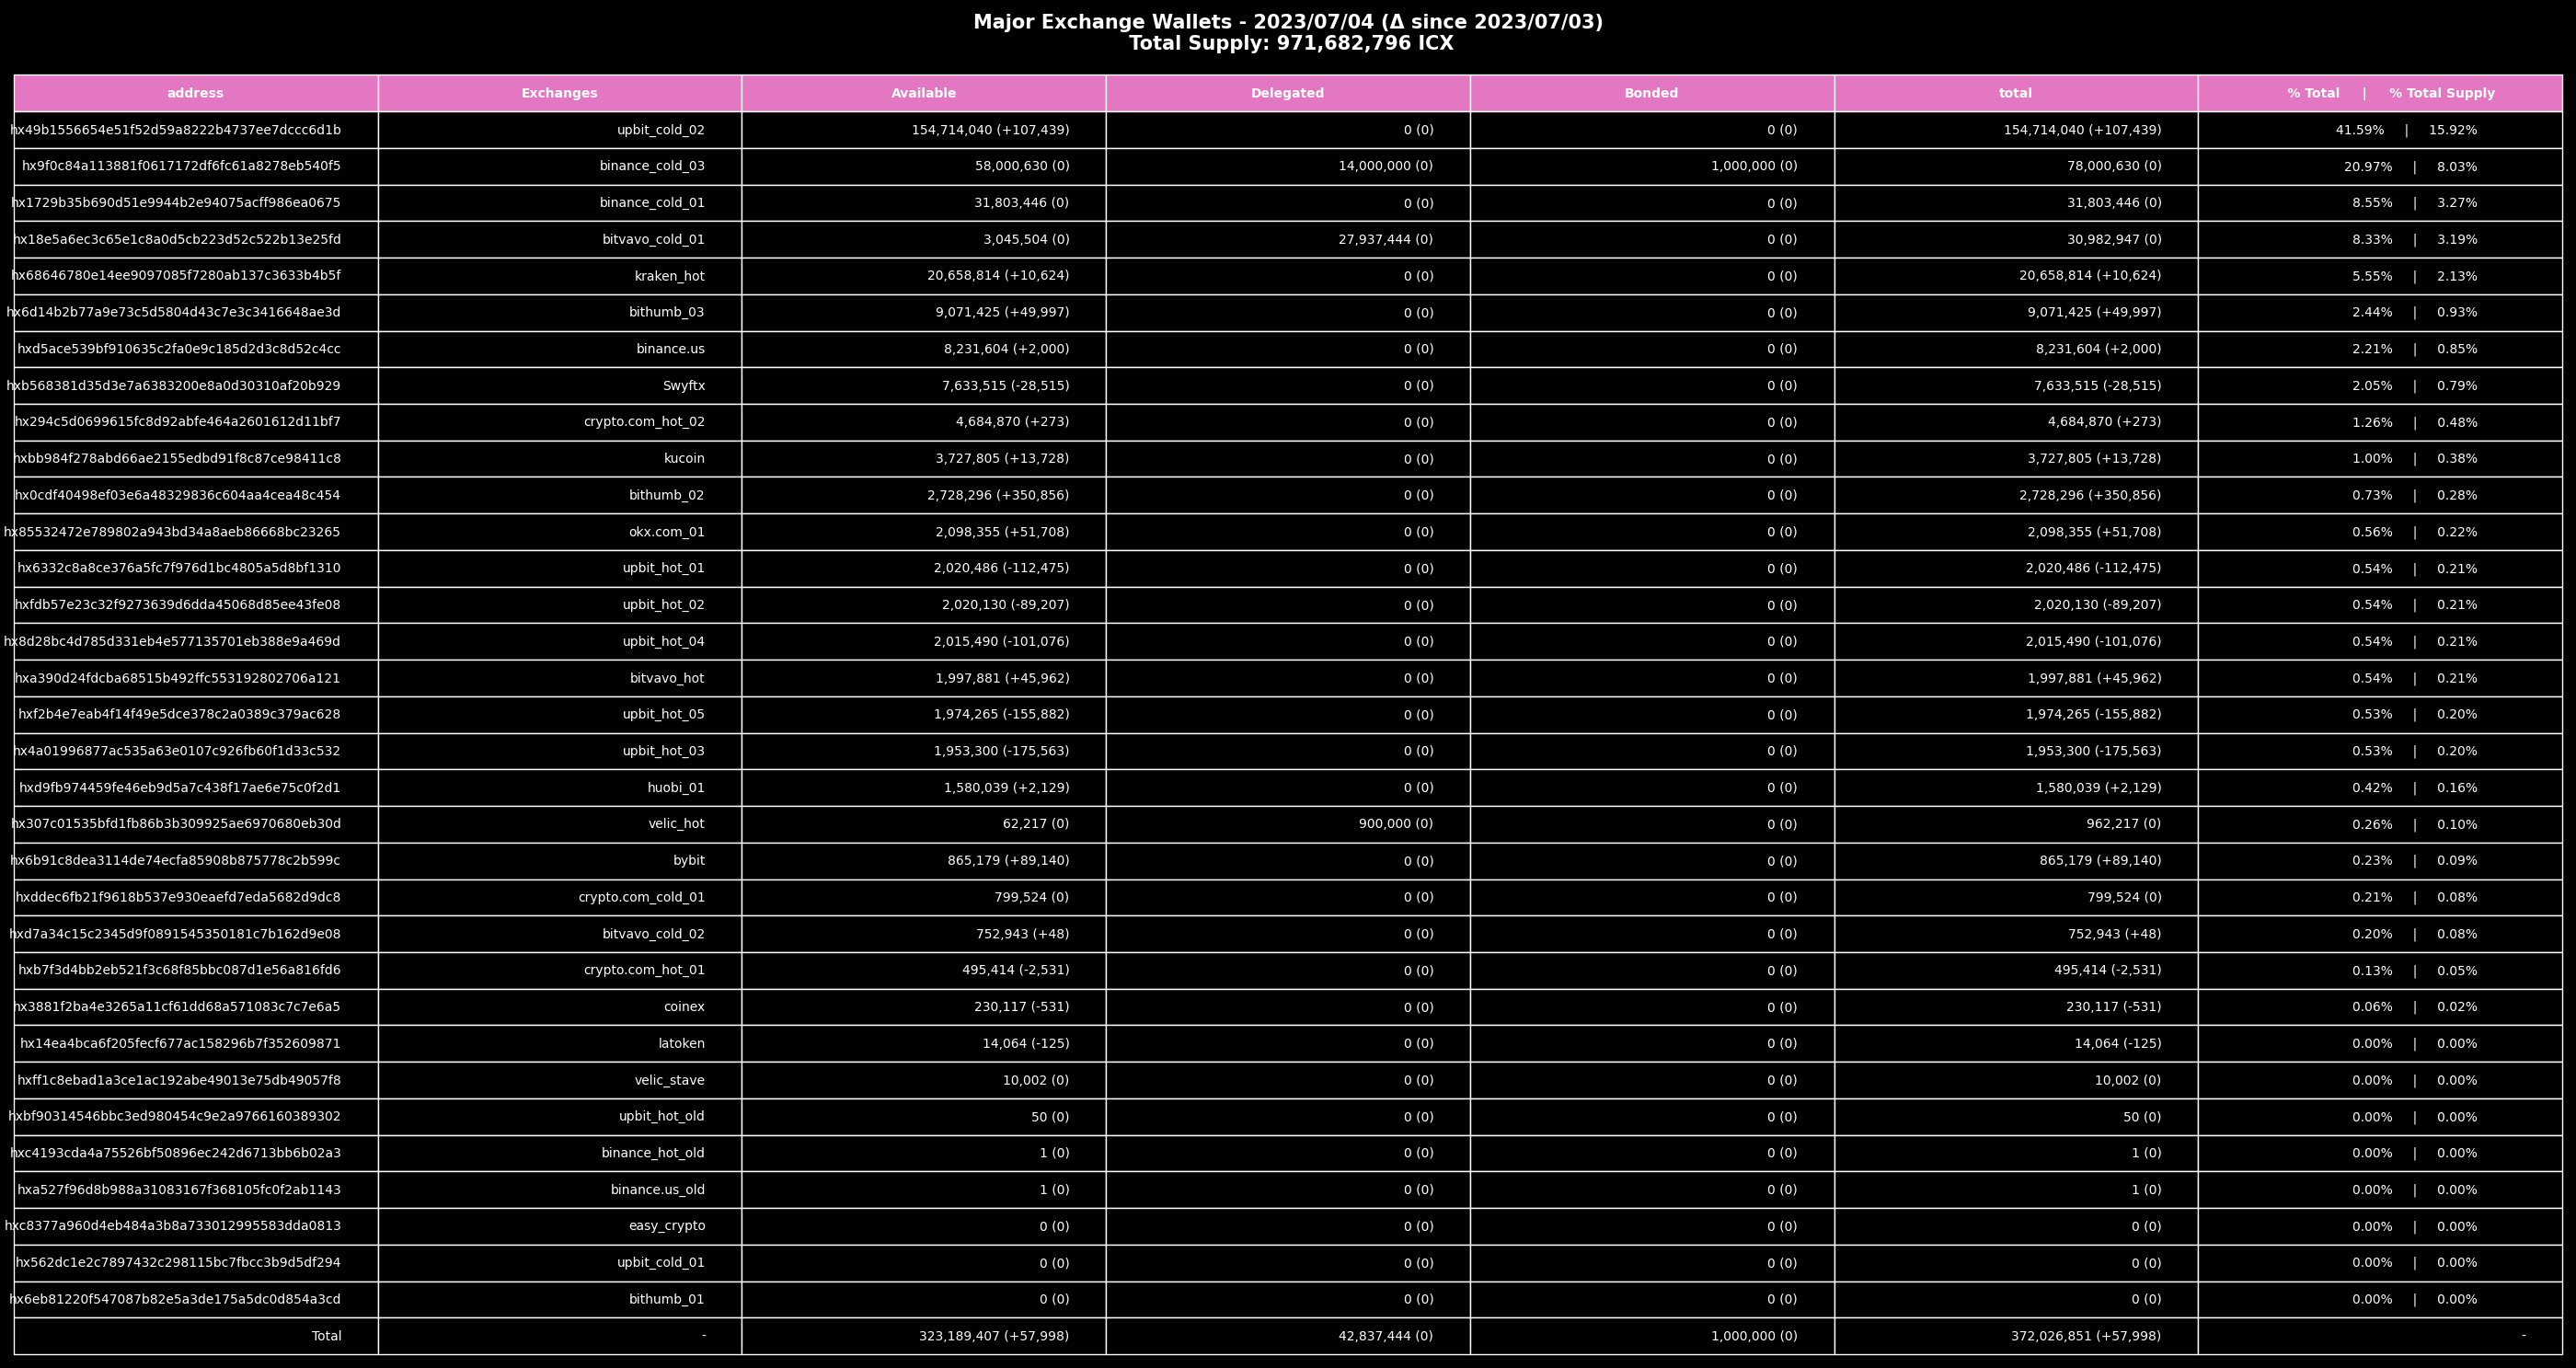 Major Exchange Wallets - 2023/07/04 (Δ since 2023/07/03)
Total Supply: 971,682,796 ICX
address Exchanges Available Delegated Bonded total % Total | % Total Supply
hx49b1556654e51f52d59a8222b4737ee7dccc6d1b upbit_cold_02 154,714,040 (+107,439) 0 (0) 0 (0) 154,714,040 (+107,439) 41.59% | 15.92%
hx9f0c84a113881f0617172df6fc61a8278eb540f5 binance_cold_03 58,000,630 (0) 14,000,000 (0) 1,000,000 (0) 78,000,630 (0) 20.97% | 8.03%
hx1729b35b690d51e9944b2e94075acff986ea0675 binance_cold_01 31,803,446 (0) 0 (0) 0 (0) 31,803,446 (0) 8.55% | 3.27%
hx18e5a6ec3c65e1c8a0d5cb223d52c522b13e25fd bitvavo_cold_01 3,045,504 (0) 27,937,444 (0) 0 (0) 30,982,947 (0) 8.33% | 3.19%
hx68646780e14ee9097085f7280ab137c3633b4b5f kraken_hot 20,658,814 (+10,624) 0 (0) 0 (0) 20,658,814 (+10,624) 5.55% | 2.13%
hx6d14b2b77a9e73c5d5804d43c7e3c3416648ae3d bithumb_03 9,071,425 (+49,997) 0 (0) 0 (0) 9,071,425 (+49,997) 2.44% | 0.93%
hxd5ace539bf910635c2fa0e9c185d2d3c8d52c4cc binance.us 8,231,604 (+2,000) 0 (0) 0 (0) 8,231,604 (+2,000) 2.21% | 0.85%
hxb568381d35d3e7a6383200e8a0d30310af20b929 Swyftx 7,633,515 (-28,515) 0 (0) 0 (0) 7,633,515 (-28,515) 2.05% | 0.79%
hx294c5d0699615fc8d92abfe464a2601612d11bf7 crypto.com_hot_02 4,684,870 (+273) 0 (0) 0 (0) 4,684,870 (+273) 1.26% | 0.48%
hxbb984f278abd66ae2155edbd91f8c87ce98411c8 kucoin 3,727,805 (+13,728) 0 (0) 0 (0) 3,727,805 (+13,728) 1.00% | 0.38%
hx0cdf40498ef03e6a48329836c604aa4cea48c454 bithumb_02 2,728,296 (+350,856) 0 (0) 0 (0) 2,728,296 (+350,856) 0.73% | 0.28%
hx85532472e789802a943bd34a8aeb86668bc23265 okx.com_01 2,098,355 (+51,708) 0 (0) 0 (0) 2,098,355 (+51,708) 0.56% | 0.22%
hx6332c8a8ce376a5fc7f976d1bc4805a5d8bf1310 upbit_hot_01 2,020,486 (-112,475) 0 (0) 0 (0) 2,020,486 (-112,475) 0.54% | 0.21%
hxfdb57e23c32f9273639d6dda45068d85ee43fe08 upbit_hot_02 2,020,130 (-89,207) 0 (0) 0 (0) 2,020,130 (-89,207) 0.54% | 0.21%
hx8d28bc4d785d331eb4e577135701eb388e9a469d upbit_hot_04 2,015,490 (-101,076) 0 (0) 0 (0) 2,015,490 (-101,076) 0.54% | 0.21%
hxa390d24fdcba68515b492ffc553192802706a121 bitvavo_hot 1,997,881 (+45,962) 0 (0) 0 (0) 1,997,881 (+45,962) 0.54% | 0.21%
hxf2b4e7eab4f14f49e5dce378c2a0389c379ac628 upbit_hot_05 1,974,265 (-155,882) 0 (0) 0 (0) 1,974,265 (-155,882) 0.53% | 0.20%
hx4a01996877ac535a63e0107c926fb60f1d33c532 upbit_hot_03 1,953,300 (-175,563) 0 (0) 0 (0) 1,953,300 (-175,563) 0.53% | 0.20%
hxd9fb974459fe46eb9d5a7c438f17ae6e75c0f2d1 huobi_01 1,580,039 (+2,129) 0 (0) 0 (0) 1,580,039 (+2,129) 0.42% | 0.16%
hx307c01535bfd1fb86b3b309925ae6970680eb30d velic_hot 62,217 (0) 900,000 (0) 0 (0) 962,217 (0) 0.26% | 0.10%
hx6b91c8dea3114de74ecfa85908b875778c2b599c bybit 865,179 (+89,140) 0 (0) 0 (0) 865,179 (+89,140) 0.23% | 0.09%
hxddec6fb21f9618b537e930eaefd7eda5682d9dc8 crypto.com_cold_01 799,524 (0) 0 (0) 0 (0) 799,524 (0) 0.21% | 0.08%
hxd7a34c15c2345d9f0891545350181c7b162d9e08 bitvavo_cold_02 752,943 (+48) 0 (0) 0 (0) 752,943 (+48) 0.20% | 0.08%
hxb7f3d4bb2eb521f3c68f85bbc087d1e56a816fd6 crypto.com_hot_01 495,414 (-2,531) 0 (0) 0 (0) 495,414 (-2,531) 0.13% | 0.05%
hx3881f2ba4e3265a11cf61dd68a571083c7c7e6a5 coinex 230,117 (-531) 0 (0) 0 (0) 230,117 (-531) 0.06% | 0.02%
hx14ea4bca6f205fecf677ac158296b7f352609871 latoken 14,064 (-125) 0 (0) 0 (0) 14,064 (-125) 0.00% | 0.00%
hxff1c8ebad1a3ce1ac192abe49013e75db49057f8 velic_stave 10,002 (0) 0 (0) 0 (0) 10,002 (0) 0.00% | 0.00%
hxbf90314546bbc3ed980454c9e2a9766160389302 upbit_hot_old 50 (0) 0 (0) 0 (0) 50 (0) 0.00% | 0.00%
hxc4193cda4a75526bf50896ec242d6713bb6b02a3 binance_hot_old 1 (0) 0 (0) 0 (0) 1 (0) 0.00% | 0.00%
hxa527f96d8b988a31083167f368105fc0f2ab1143 binance.us_old 1 (0) 0 (0) 0 (0) 1 (0) 0.00% | 0.00%
hxc8377a960d4eb484a3b8a733012995583dda0813 easy_crypto 0 (0) 0 (0) 0 (0) 0 (0) 0.00% | 0.00%
hx562dc1e2c7897432c298115bc7fbcc3b9d5df294 upbit_cold_01 0 (0) 0 (0) 0 (0) 0 (0) 0.00% | 0.00%
hx6eb81220f547087b82e5a3de175a5dc0d854a3cd bithumb_01 0 (0) 0 (0) 0 (0) 0 (0) 0.00% | 0.00%
Total - 323,189,407 (+57,998) 42,837,444 (0) 1,000,000 (0) 372,026,851 (+57,998) -